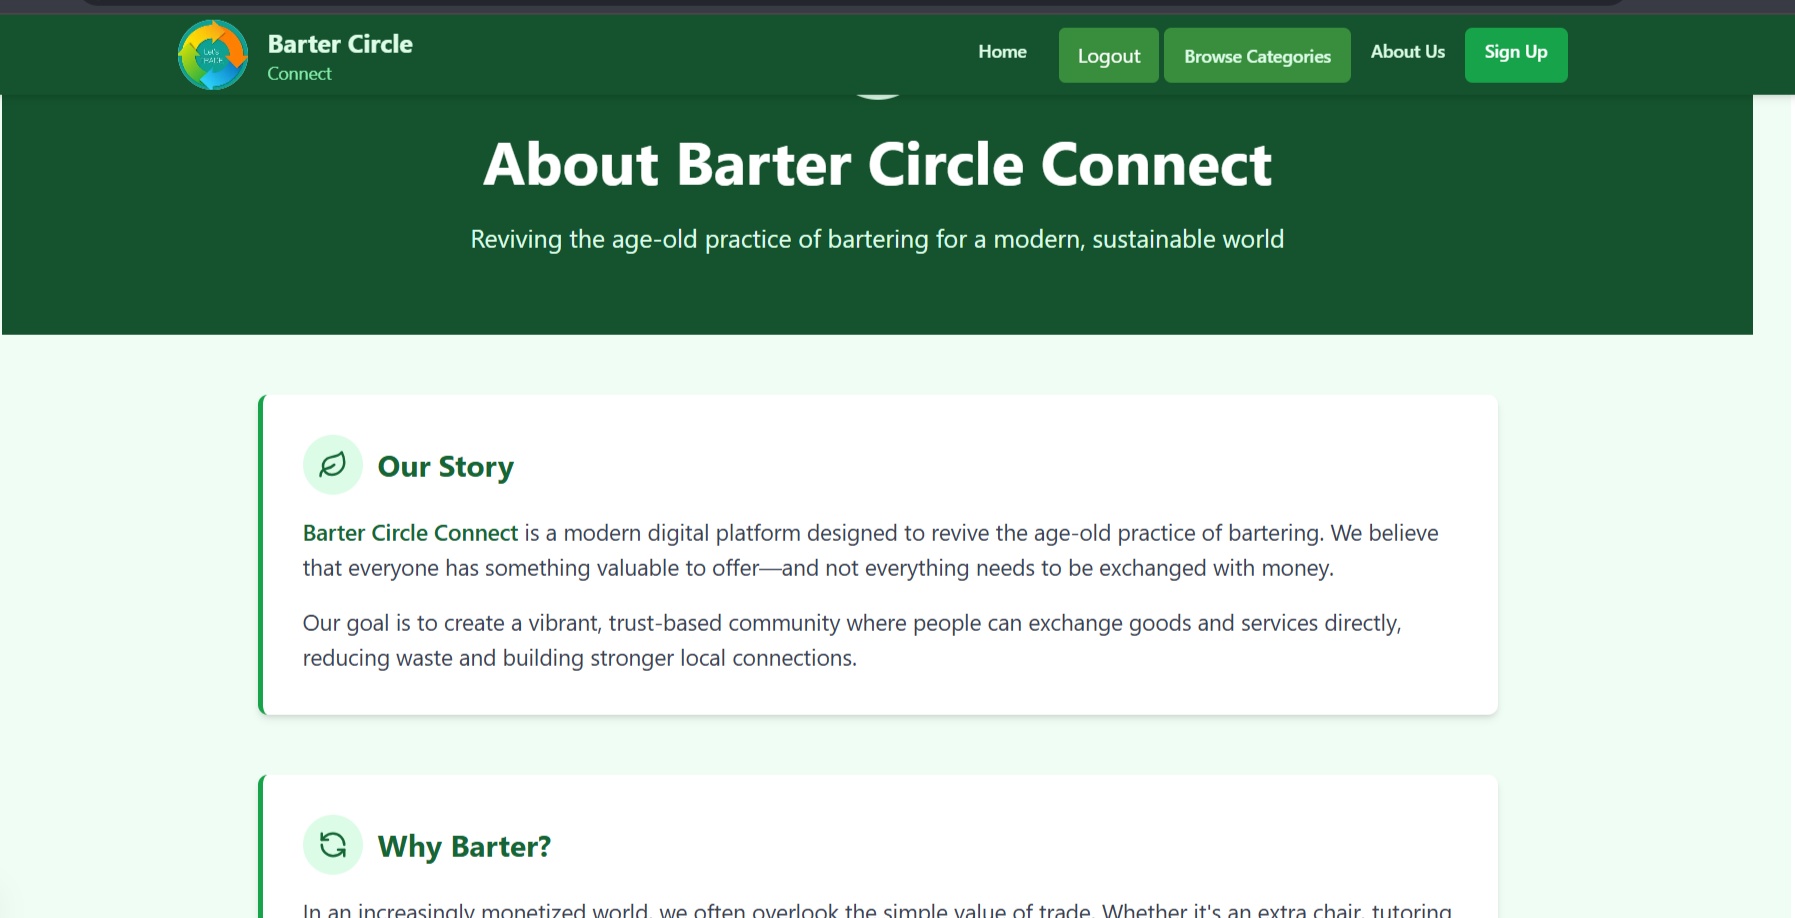 Let's
Barter Circle
Connect
Home
Logout
Browse Categories
About Us
Sign Up
About Barter Circle Connect
Reviving the age-old practice of bartering for a modern, sustainable world
Our Story
Barter Circle Connect is a modern digital platform designed to revive the age-old practice of bartering. We believe
that everyone has something valuable to offer—and not everything needs to be exchanged with money.
Our goal is to create a vibrant, trust-based community where people can exchange goods and services directly,
reducing waste and building stronger local connections.
Why Barter?
In an increasingly monetized world, we often overlook the simple value of trade. Whether it's an extra chair, tutoring